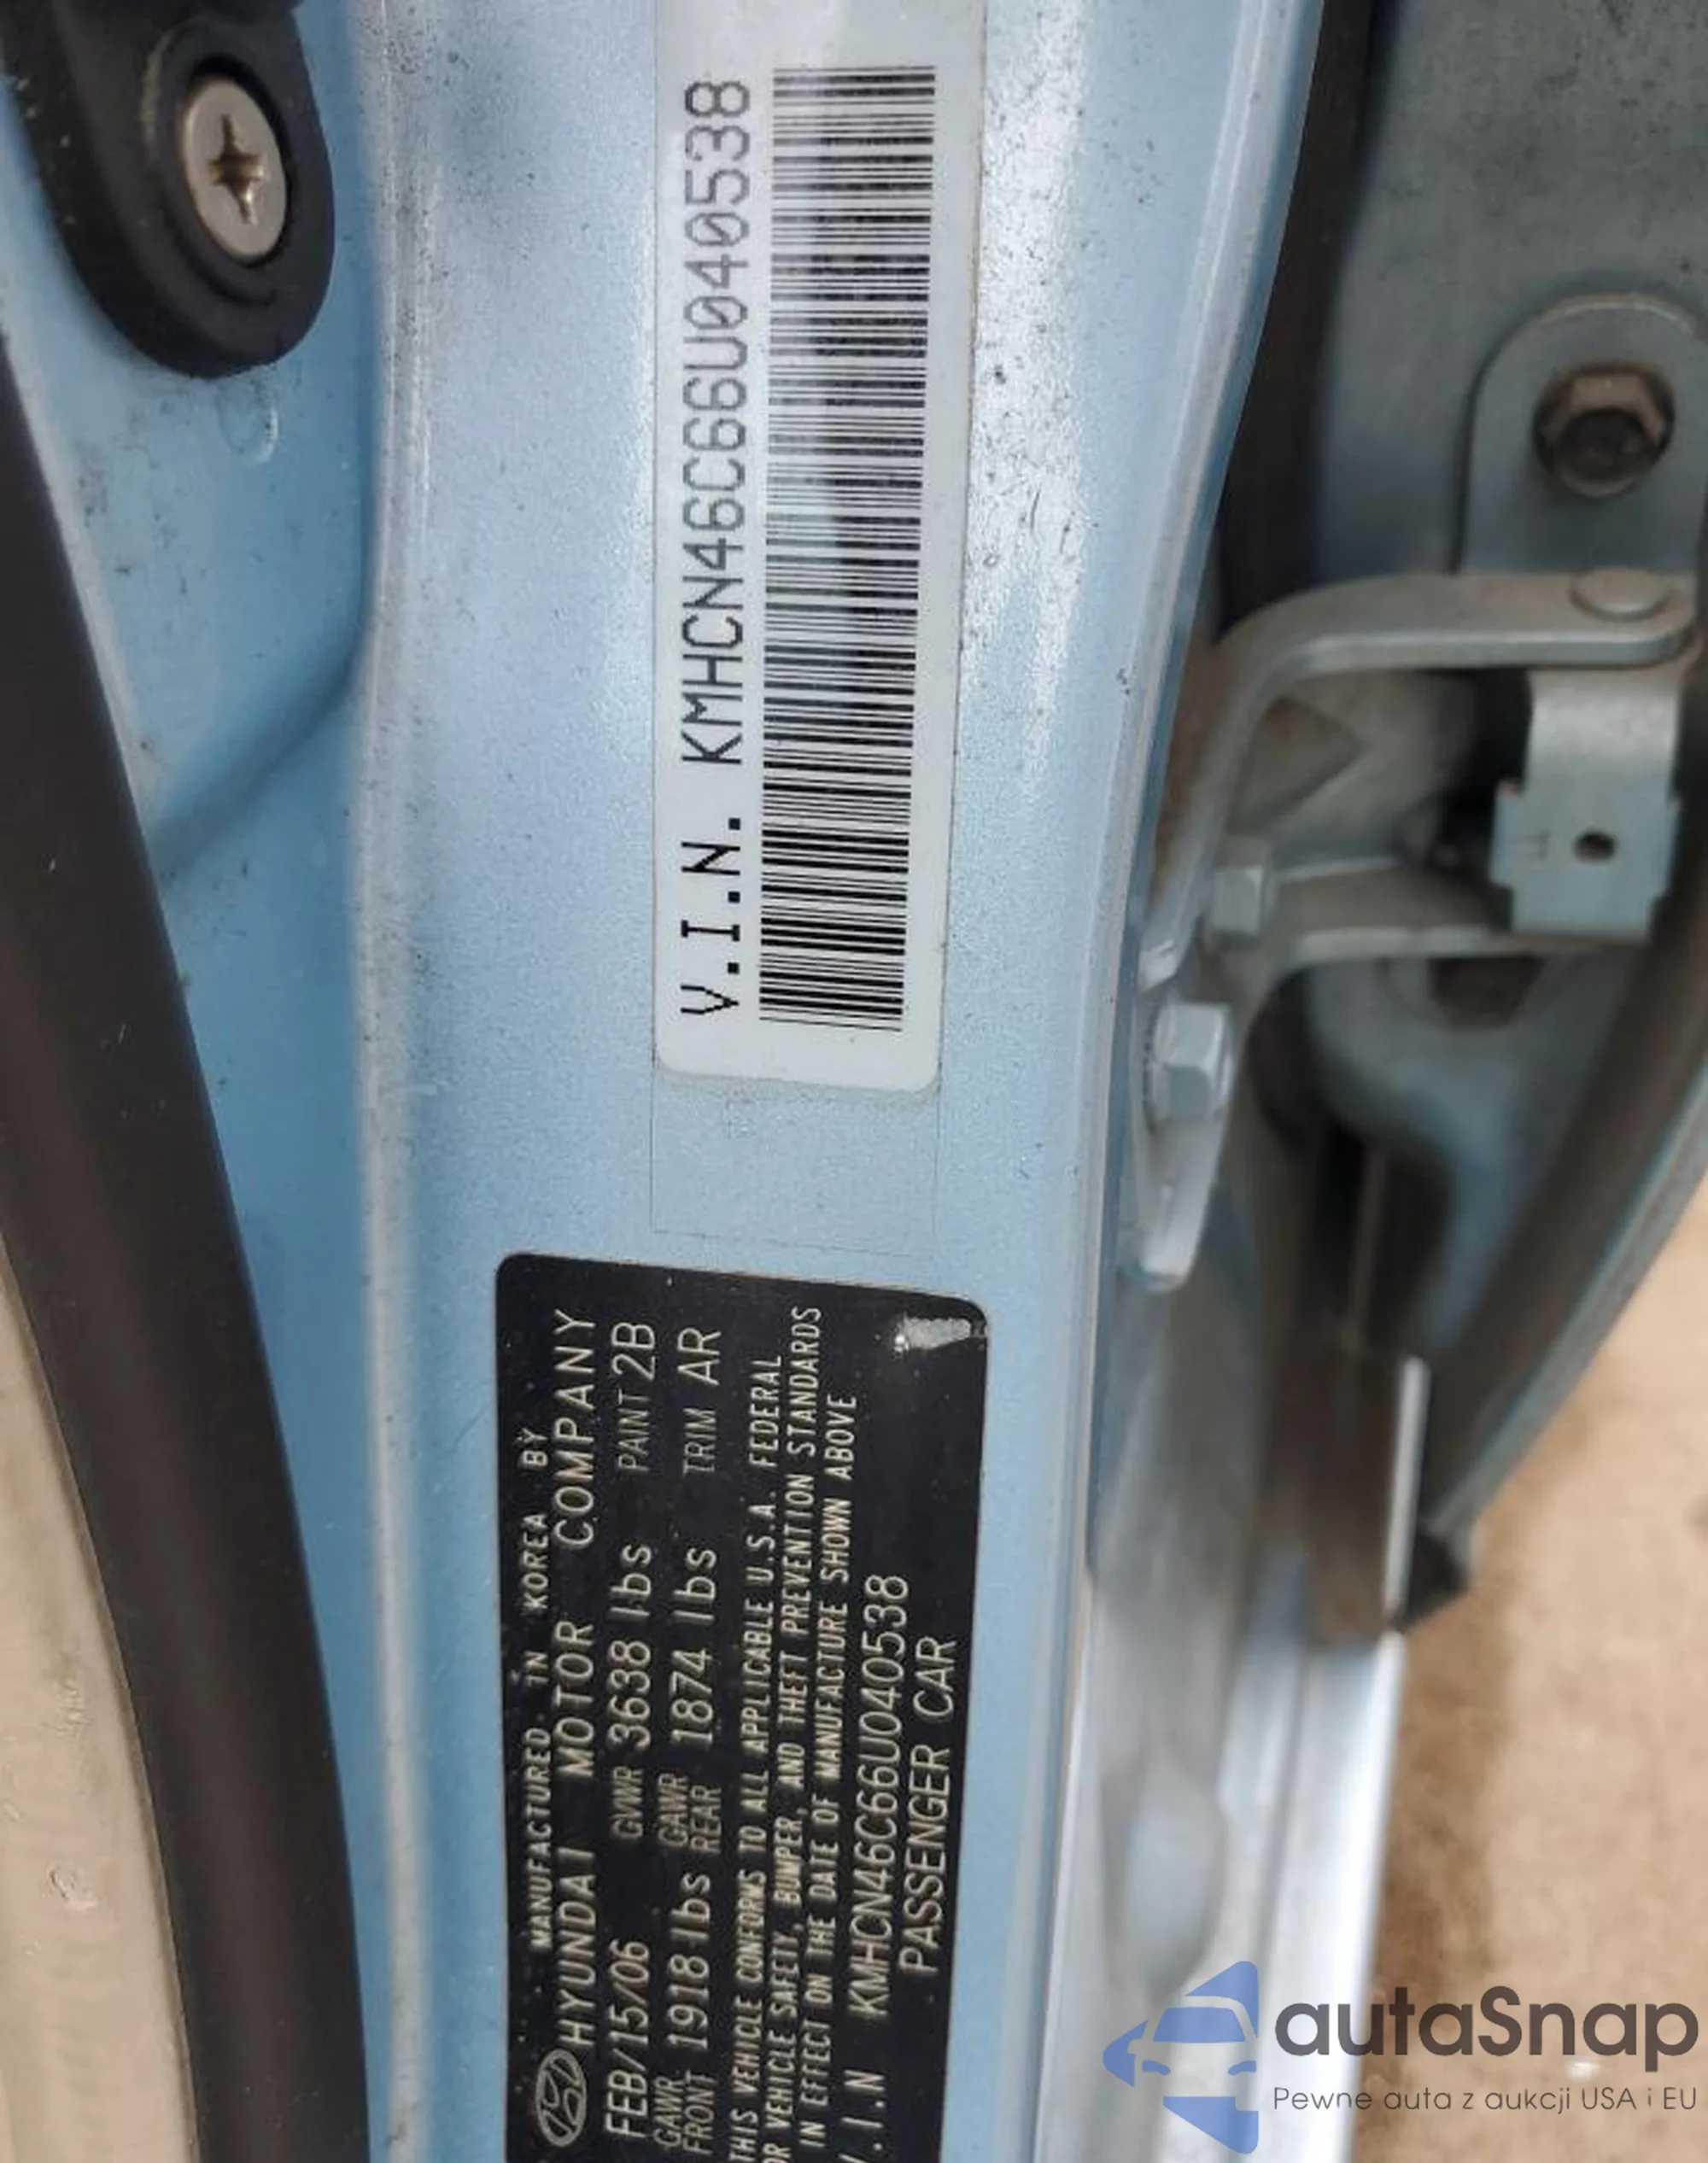 V.I.N. KMHCN46C66U040538
MANUFACTURED IN KOREA BY
HYUNDAI MOTOR COMPANY
FEB/15/06 GVWR 3638 lbs PAINT 2B
GAWR FRONT 1918 lbs GAWR REAR 1874 lbs TRIM AR
THIS VEHICLE CONFORMS TO ALL APPLICABLE U.S.A. FEDERAL
OR VEHICLE SAFETY, BUMPER, AND THEFT PREVENTION STANDARDS
IN EFFECT ON THE DATE OF MANUFACTURE SHOWN ABOVE
V.I.N KMHCN46C66U040538
PASSENGER CAR
autaSnap
Pewne auta z aukcji USA i EU